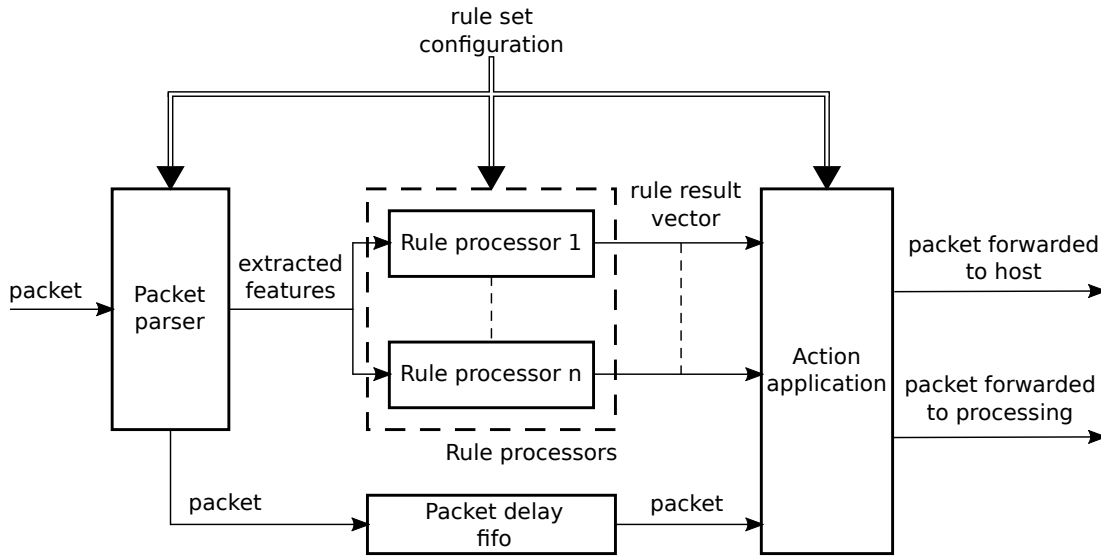 rule set
configuration
rule result
vector
Rule processor 1
packet forwarded
to host
extracted
features
packet
Packet
parser
Action
application
Rule processor n
packet forwarded
to processing
Rule processors
packet
Packet delay
fifo
packet